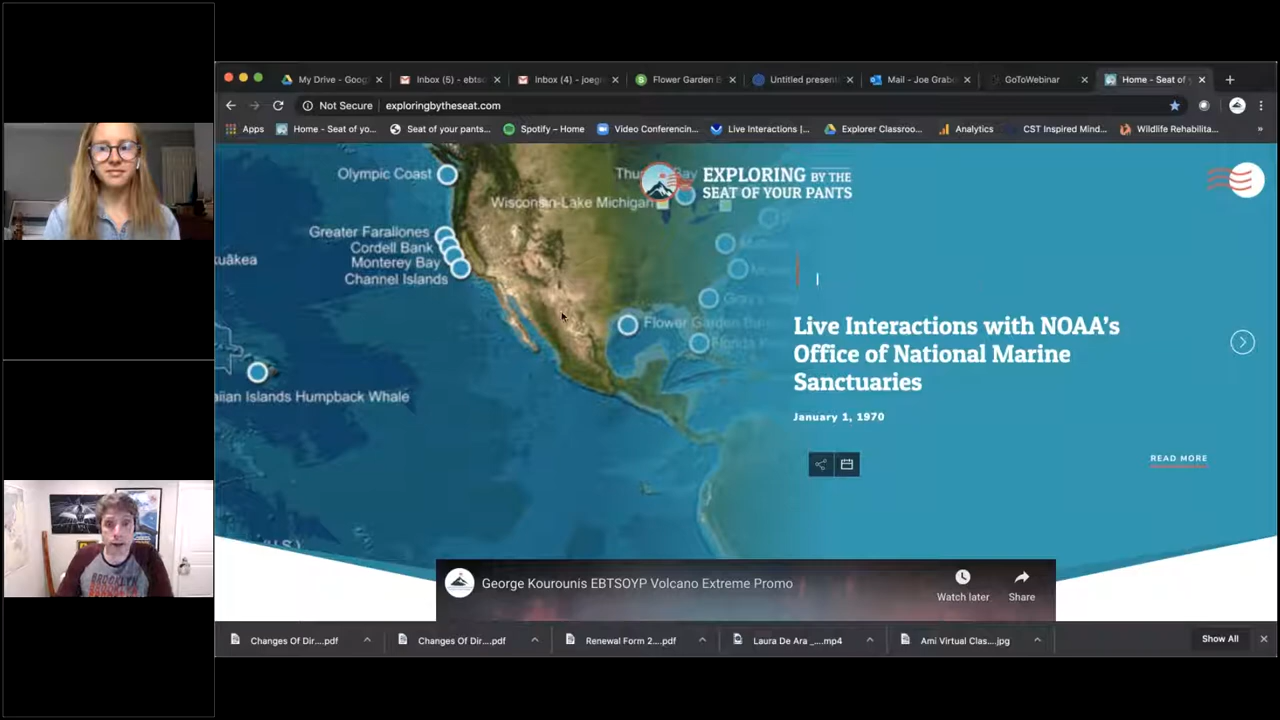 My Drive - Goog
Inbox (5) - ebts
Inbox (4) - joeg
Flower Garden B
Untitled present
Mail - Joe Grabo
GoToWebinar
Home - Seat of y
Not Secure
exploringbytheseat.com
Apps
Home - Seat of yo...
Seat of your pants...
Spotify – Home
Video Conferencin...
Live Interactions |...
Explorer Classroo...
Analytics
CST Inspired Mind...
Wildlife Rehabilita...
»
Olympic Coast
Wisconsin-Lake Michigan
Greater Farallones
Cordell Bank
Monterey Bay
Channel Islands
Flower Garden
EXPLORING BY THE
SEAT OF YOUR PANTS
Live Interactions with NOAA's
Office of National Marine
Sanctuaries
January 1, 1970
READ MORE
Humpback Whale
Islands
George Kourounis EBTSOYP Volcano Extreme Promo
Watch later
Share
BROOKLYN
Changes Of Dir....pdf
Changes Of Dir....pdf
Renewal Form 2....pdf
Laura De Ara _....mp4
Ami Virtual Clas....jpg
Show All